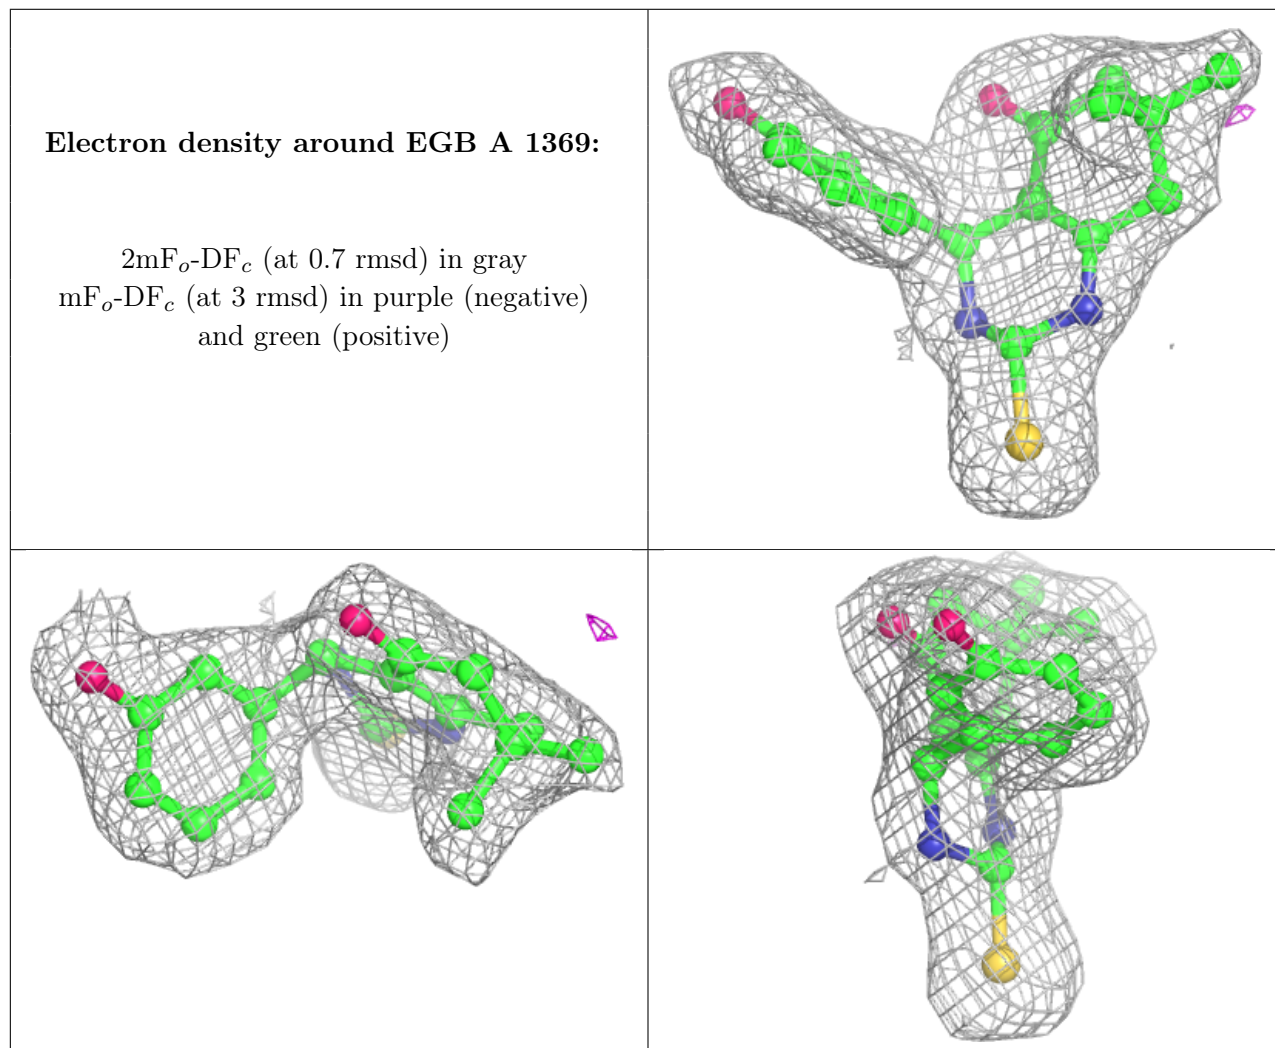 Electron density around EGB A 1369:
2mFₒ-DF𝒸 (at 0.7 rmsd) in gray
mFₒ-DF𝒸 (at 3 rmsd) in purple (negative)
and green (positive)